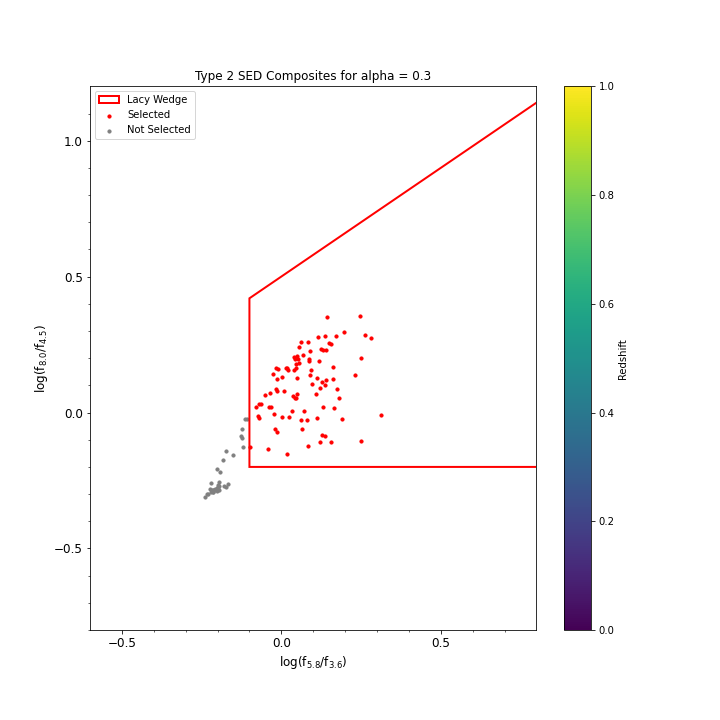 Type 2 SED Composites for alpha = 0.3
Lacy Wedge
Selected
Not Selected
1.0
0.5
0.0
−0.5
log(f8.0/f4.5)
−0.5
0.0
0.5
log(f5.8/f3.6)
1.0
0.8
0.6
0.4
0.2
0.0
Redshift